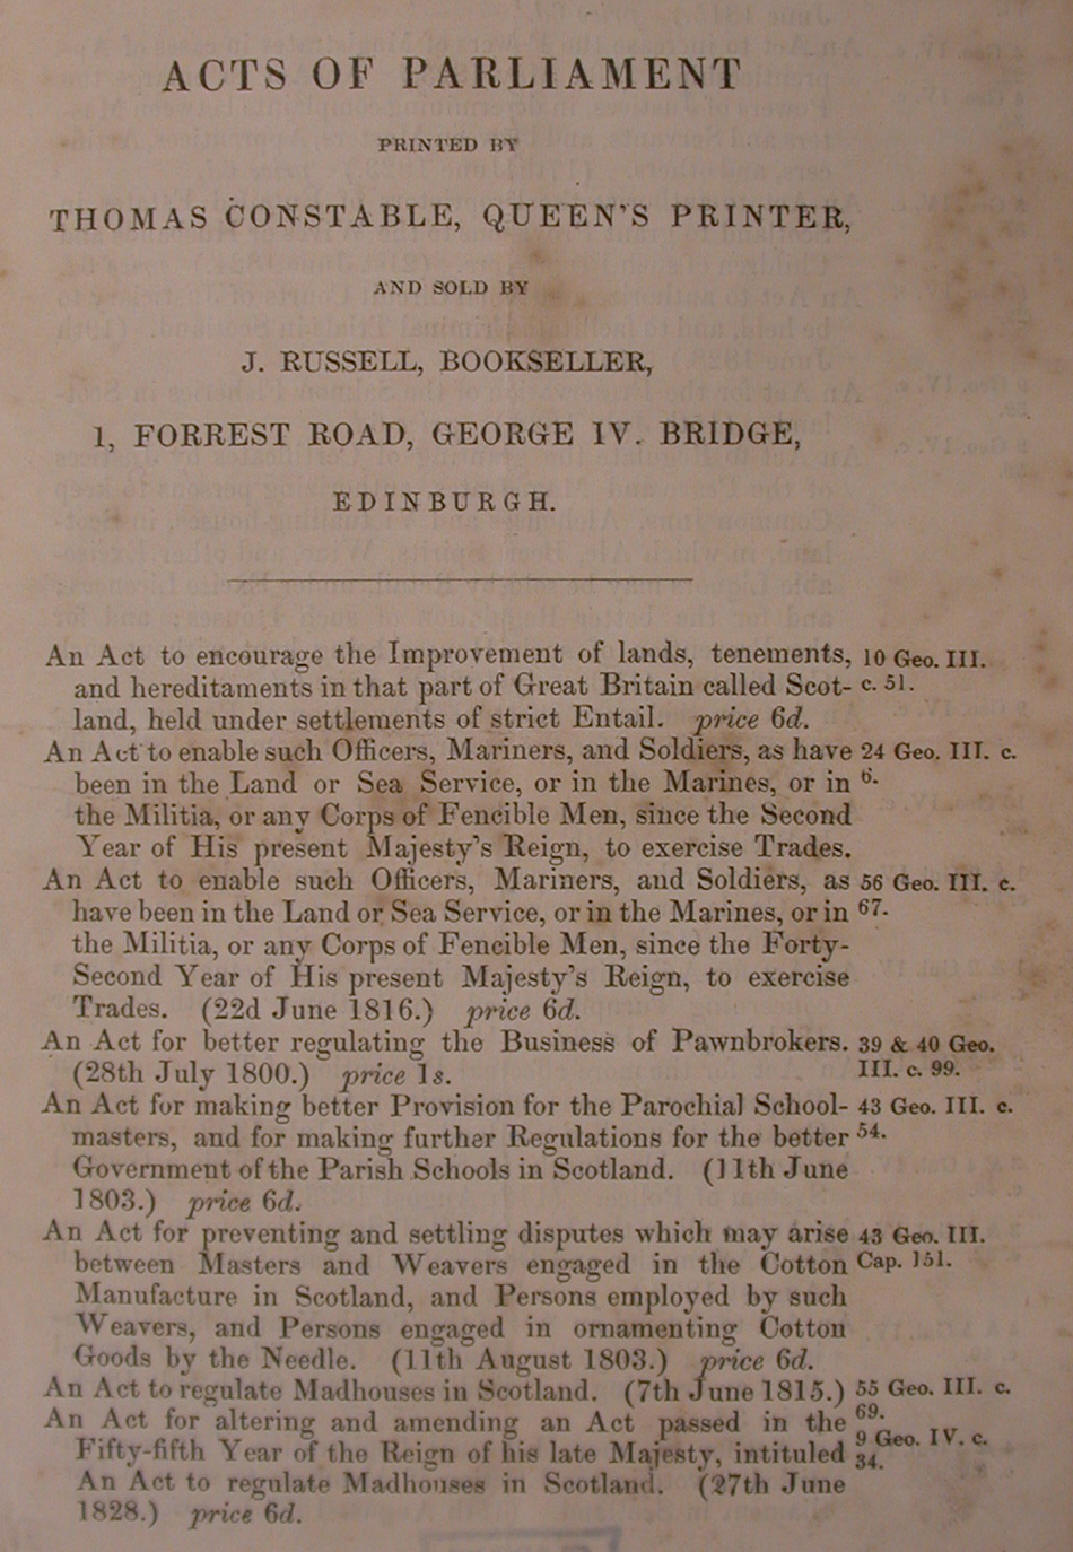 ACTS OF PARLIAMENT
PRINTED BY
THOMAS CONSTABLE, QUEEN'S PRINTER,
AND SOLD BY
J. RUSSELL, BOOKSELLER,
1, FORREST ROAD, GEORGE IV. BRIDGE,
EDINBURGH.
An Act to encourage the Improvement of lands, tenements, 10 Geo. III.
and hereditaments in that part of Great Britain called Scot- c. 51.
land, held under settlements of strict Entail. price 6d.
An Act to enable such Officers, Mariners, and Soldiers, as have 24 Geo. III. c.
been in the Land or Sea Service, or in the Marines, or in 6.
the Militia, or any Corps of Fencible Men, since the Second
Year of His present Majesty's Reign, to exercise Trades.
An Act to enable such Officers, Mariners, and Soldiers, as 56 Geo. III. c.
have been in the Land or Sea Service, or in the Marines, or in 67.
the Militia, or any Corps of Fencible Men, since the Forty-
Second Year of His present Majesty's Reign, to exercise
Trades. (22d June 1816.) price 6d.
An Act for better regulating the Business of Pawnbrokers. 39 & 40 Geo.
(28th July 1800.) price 1s. III. c. 99.
An Act for making better Provision for the Parochial School- 43 Geo. III. c.
masters, and for making further Regulations for the better 54.
Government of the Parish Schools in Scotland. (11th June
1803.) price 6d.
An Act for preventing and settling disputes which may arise 43 Geo. III.
between Masters and Weavers engaged in the Cotton Cap. 151.
Manufacture in Scotland, and Persons employed by such
Weavers, and Persons engaged in ornamenting Cotton
Goods by the Needle. (11th August 1803.) price 6d.
An Act to regulate Madhouses in Scotland. (7th June 1815.) 55 Geo. III. c.
An Act for altering and amending an Act passed in the 69.
Fifty-fifth Year of the Reign of his late Majesty, intituled 9 Geo. IV. c.
An Act to regulate Madhouses in Scotland. (27th June 34.
1828.) price 6d.